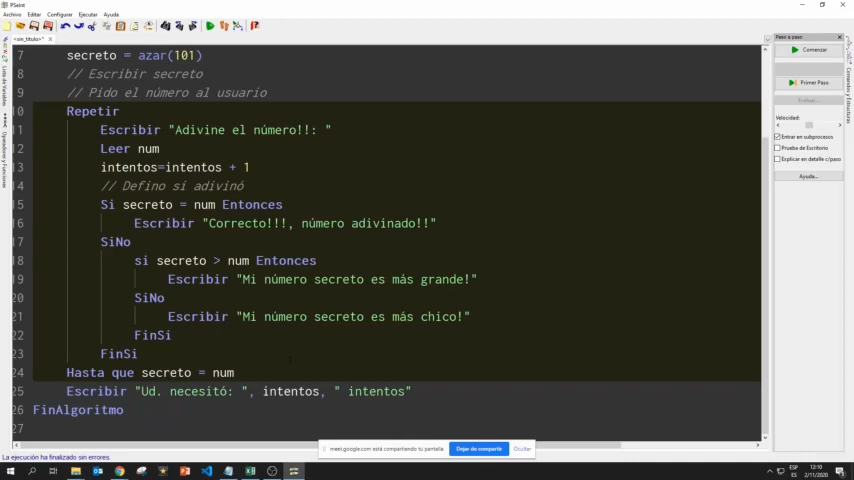 PSeInt
Archivo Editar Configurar Ejecutar Ayuda
<sin_titulo>*
7 secreto = azar(101)
8 // Escribir secreto
9 // Pido el número al usuario
10 Repetir
11 Escribir "Adivine el número!!: "
12 Leer num
13 intentos=intentos + 1
14 // Defino si adivinó
15 Si secreto = num Entonces
16 Escribir "Correcto!!!, número adivinado!!"
17 SiNo
18 si secreto > num Entonces
19 Escribir "Mi número secreto es más grande!"
20 SiNo
21 Escribir "Mi número secreto es más chico!"
22 FinSi
23 FinSi
24 Hasta que secreto = num
25 Escribir "Ud. necesitó: ", intentos, " intentos"
26 FinAlgoritmo
27
Lista de Variables
Operadores y Funciones
Paso a paso
Comenzar
Primer Paso
Evaluar...
Velocidad:
Entrar en subprocesos
Prueba de Escritorio
Explicar en detalle c/paso
Ayuda...
Comandos y Estructuras
La ejecución ha finalizado sin errores.
meet.google.com está compartiendo tu pantalla.
Dejar de compartir
Ocultar
ESP
ES
12:10
2/11/2020